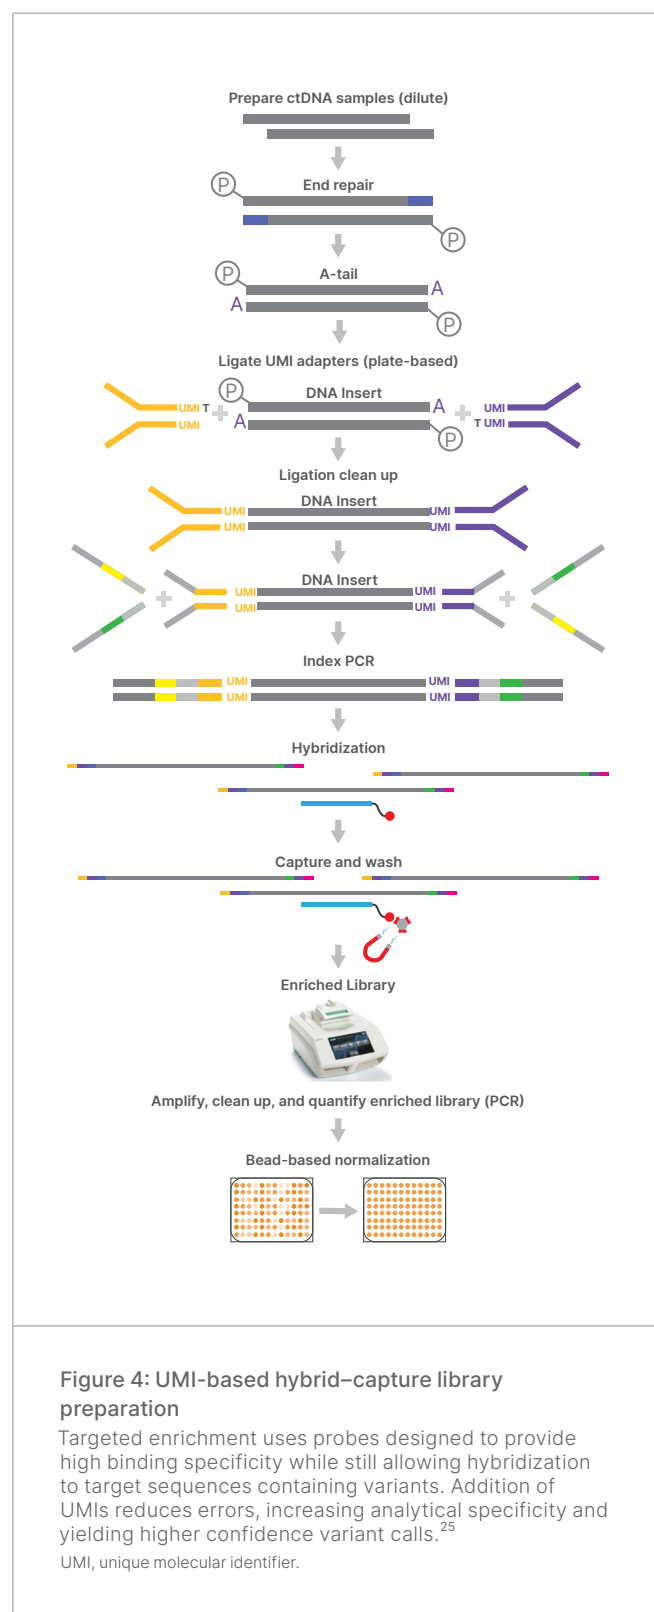 Prepare ctDNA samples (dilute)
P
End repair
P
P
A-tail
A
A
P
Ligate UMI adapters (plate-based)
P
DNA Insert
UMI T
A
UMI
UMI
A
T UMI
P
Ligation clean up
DNA Insert
UMI
UMI
UMI
UMI
DNA Insert
UMI
UMI
UMI
UMI
Index PCR
UMI
UMI
UMI
UMI
Hybridization
Capture and wash
Enriched Library
Amplify, clean up, and quantify enriched library (PCR)
Bead-based normalization
Figure 4: UMI-based hybrid–capture library
preparation
Targeted enrichment uses probes designed to provide
high binding specificity while still allowing hybridization
to target sequences containing variants. Addition of
UMIs reduces errors, increasing analytical specificity and
yielding higher confidence variant calls.25
UMI, unique molecular identifier.